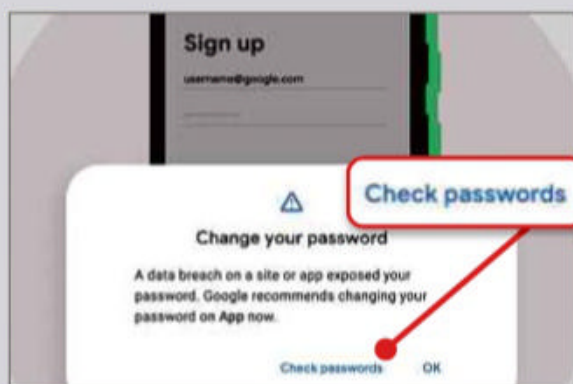 Sign up
username@google.com
Check passwords
Change your password
A data breach on a site or app exposed your
password. Google recommends changing your
password on App now.
Check passwords OK